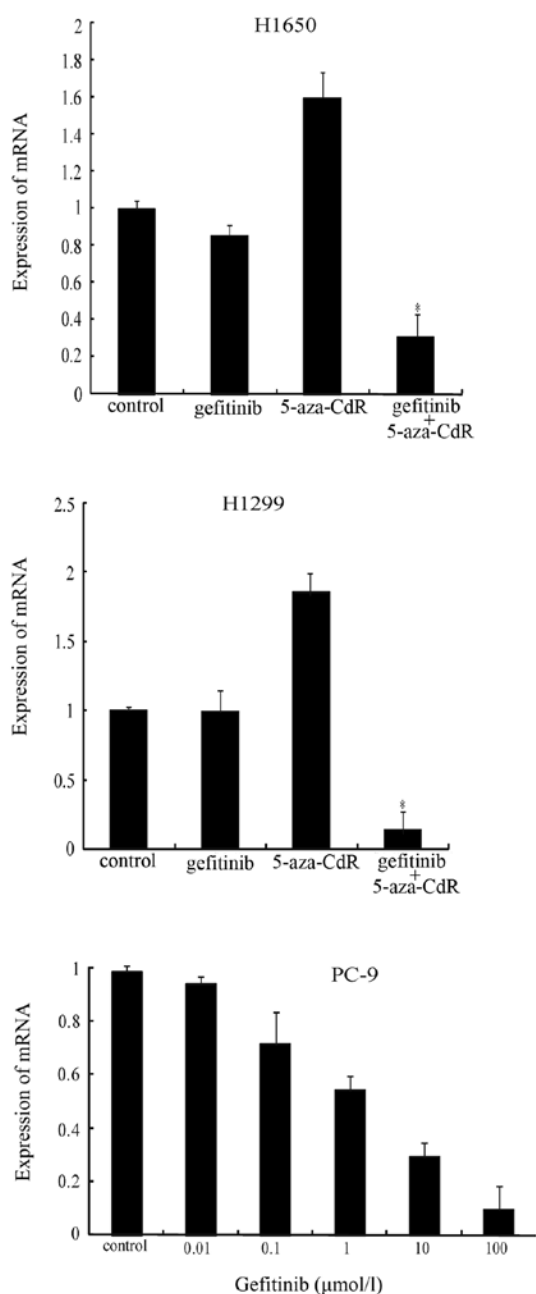 H1650
Expression of mRNA
2
1.8
1.6
1.4
1.2
1
0.8
0.6
0.4
0.2
0
*
control gefitinib 5-aza-CdR gefitinib
+
5-aza-CdR
H1299
Expression of mRNA
2.5
2
1.5
1
0.5
0
*
control gefitinib 5-aza-CdR gefitinib
+
5-aza-CdR
PC-9
Expression of mRNA
1
0.8
0.6
0.4
0.2
0
control 0.01 0.1 1 10 100
Gefitinib (μmol/l)